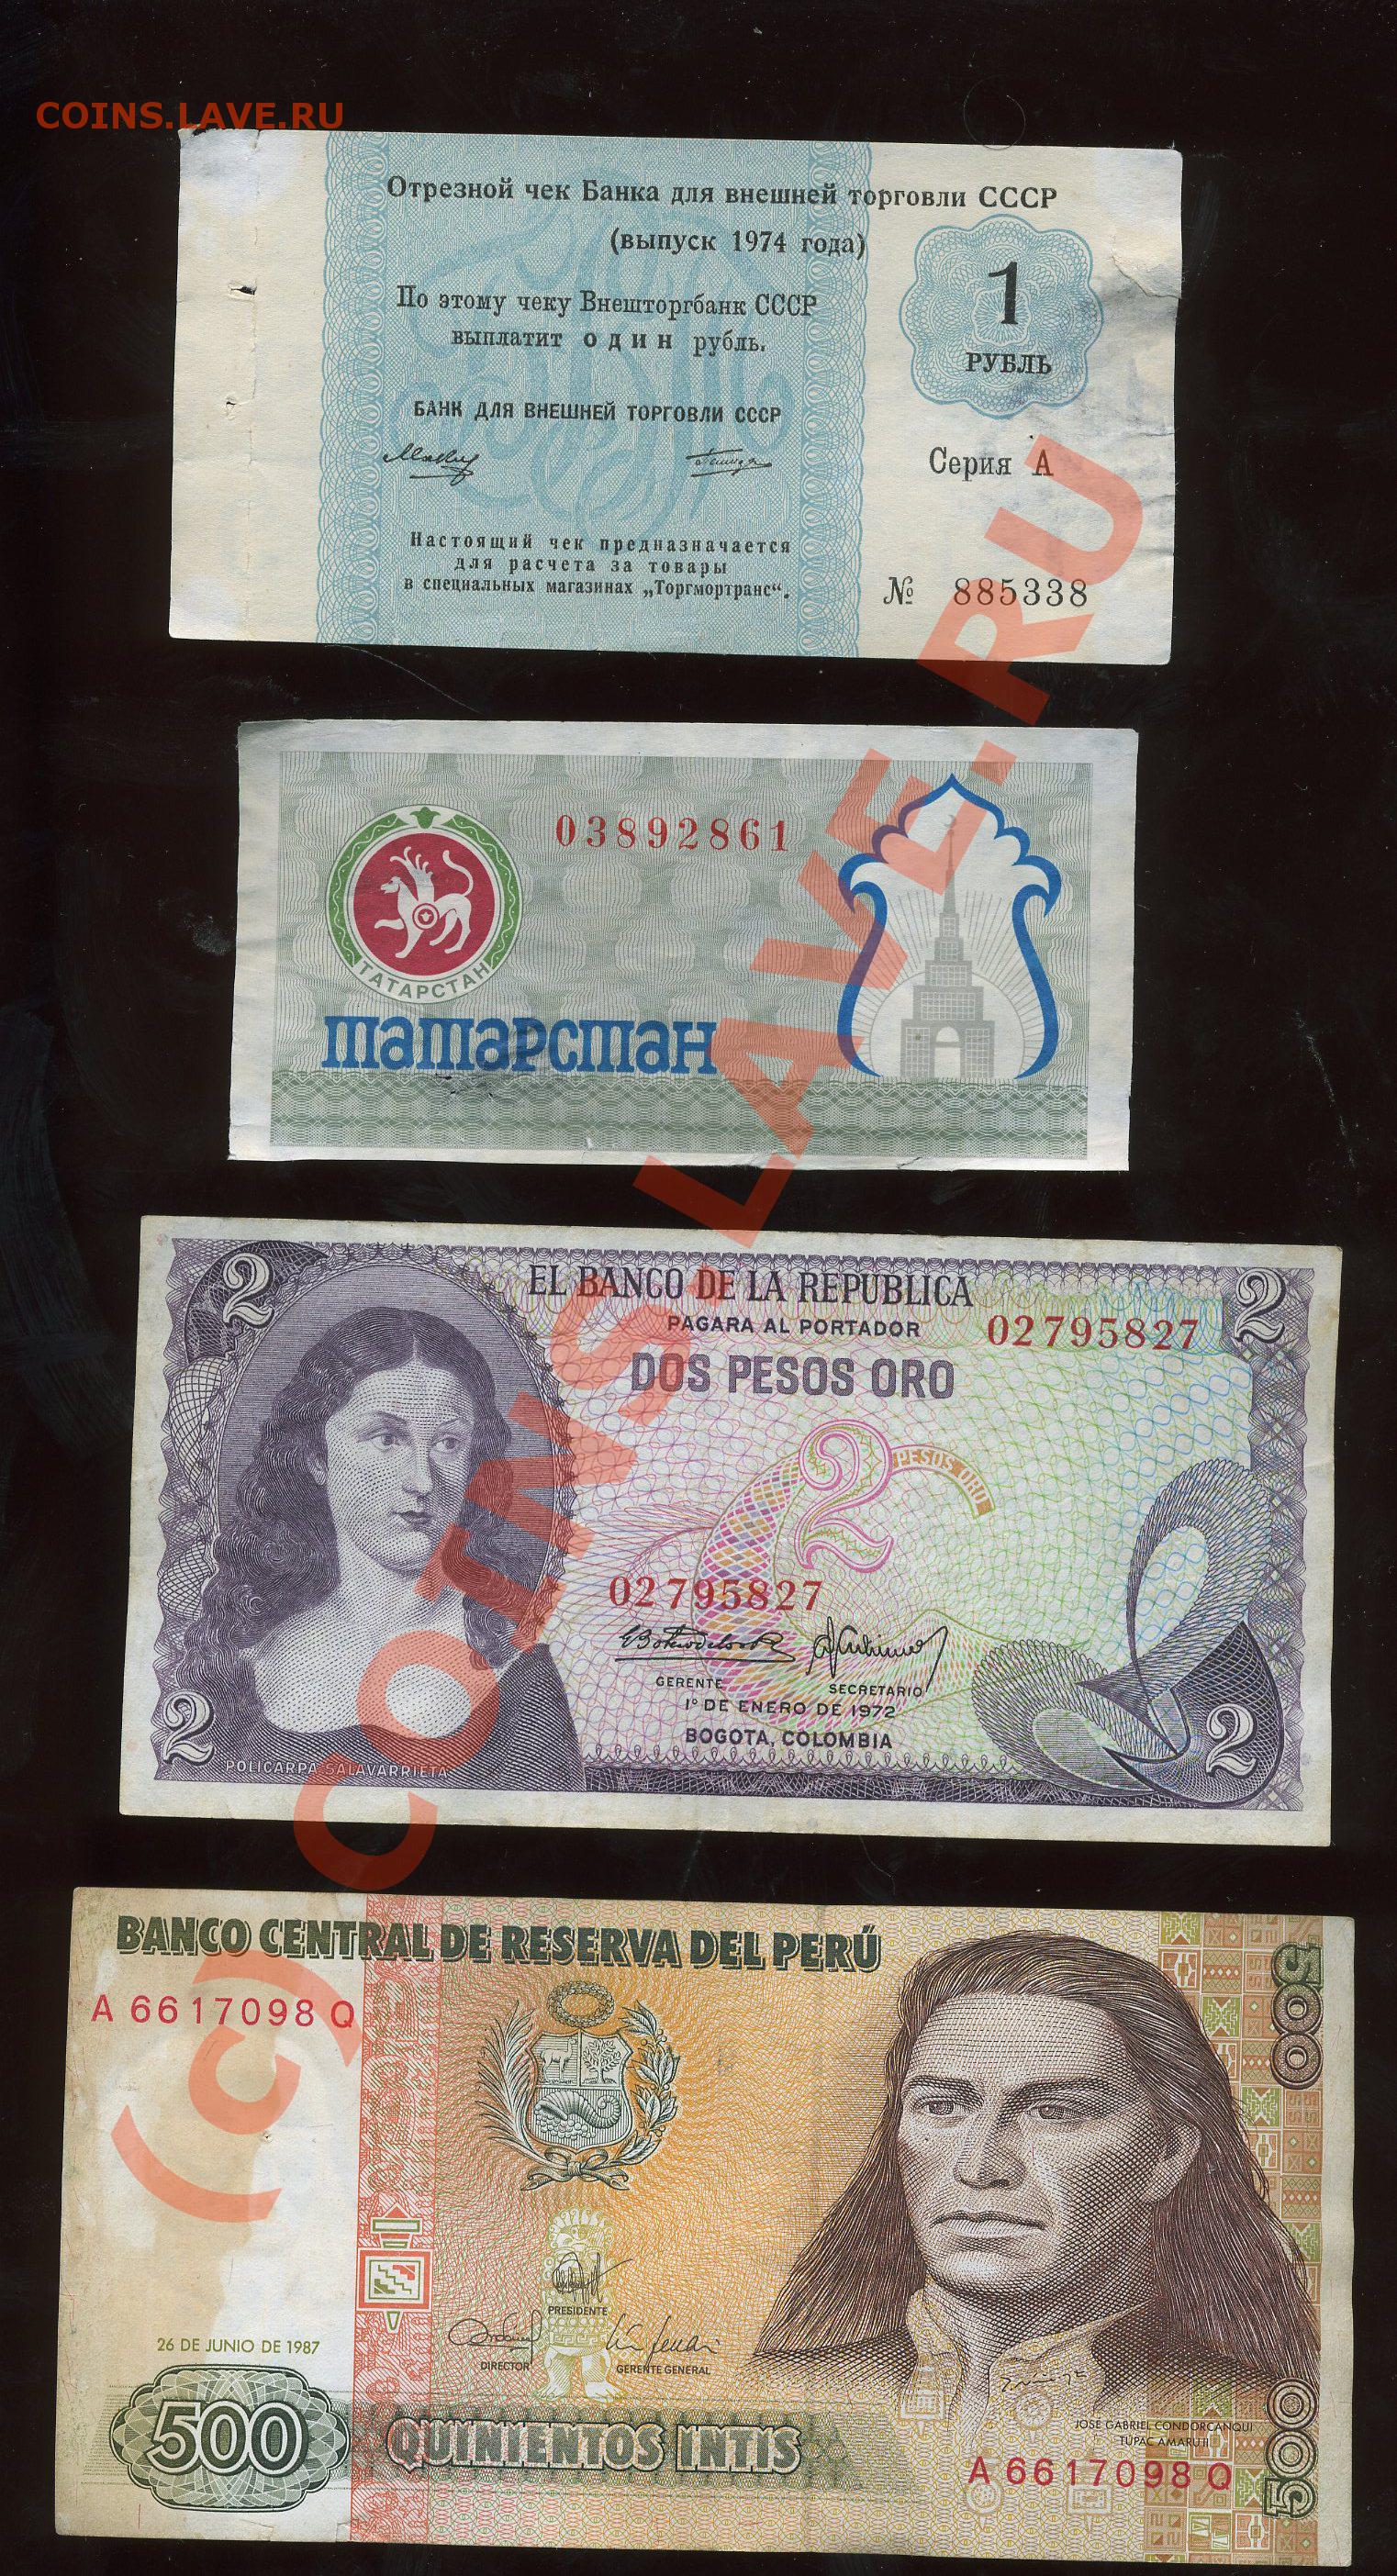 COINS.LAVE.RU
Отрезной чек Банка для внешней торговли СССР
(выпуск 1974 года)
1
РУБЛЬ
По этому чеку Внешторгбанк СССР
выплатит один рубль.
БАНК ДЛЯ ВНЕШНЕЙ ТОРГОВЛИ СССР
Серия А
Настоящий чек предназначается
для расчета за товары
в специальных магазинах „Торгмортранс“.
№ 885338
03892861
ТАТАРСТАН
татарстан
2
2
EL BANCO DE LA REPUBLICA
PAGARA AL PORTADOR
02795827
DOS PESOS ORO
2
PESOS ORO
02795827
GERENTE
SECRETARIO
1º DE ENERO DE 1972
BOGOTA, COLOMBIA
2
2
POLICARPA SALAVARRIETA
BANCO CENTRAL DE RESERVA DEL PERÚ
A 6617098 Q
500
PRESIDENTE
26 DE JUNIO DE 1987
DIRECTOR
GERENTE GENERAL
500
QUINIENTOS INTIS
JOSE GABRIEL CONDORCANQUI
TUPAC AMARU II
A 6617098 Q
500
(c) COINS.LAVE.RU